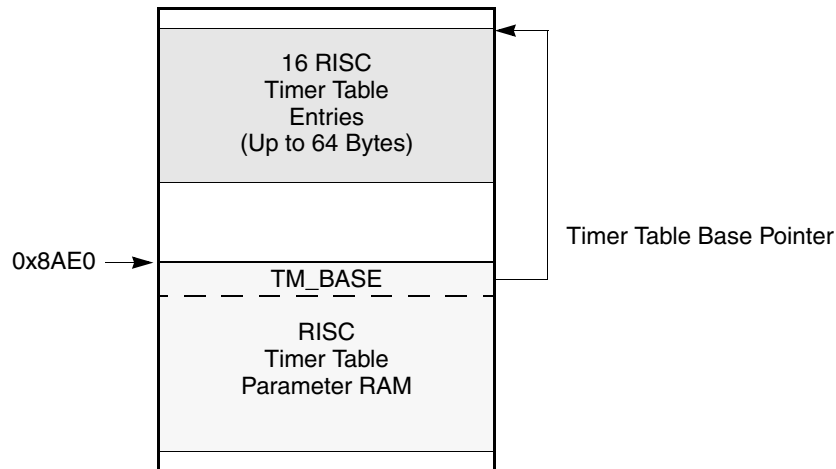 16 RISC
Timer Table
Entries
(Up to 64 Bytes)
Timer Table Base Pointer
0x8AE0
TM_BASE
RISC
Timer Table
Parameter RAM